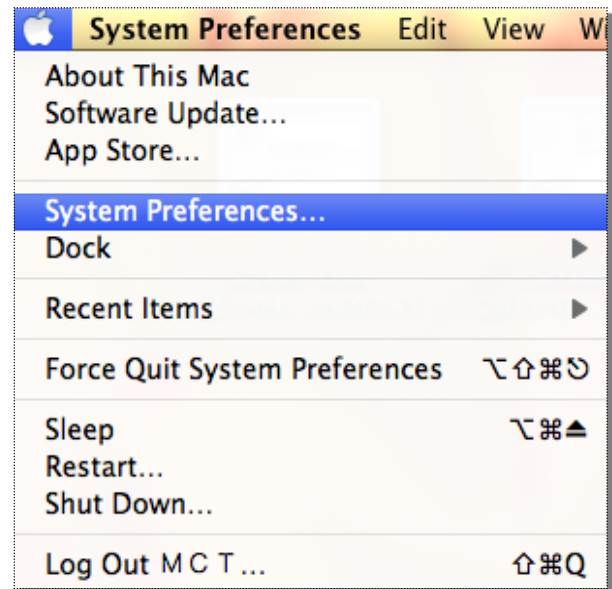 System Preferences Edit View Wi
About This Mac
Software Update...
App Store...
System Preferences...
Dock
Recent Items
Force Quit System Preferences ⌥⇧⌘⎋
Sleep ⌥⌘⏏
Restart...
Shut Down...
Log Out M C T ... ⇧⌘Q